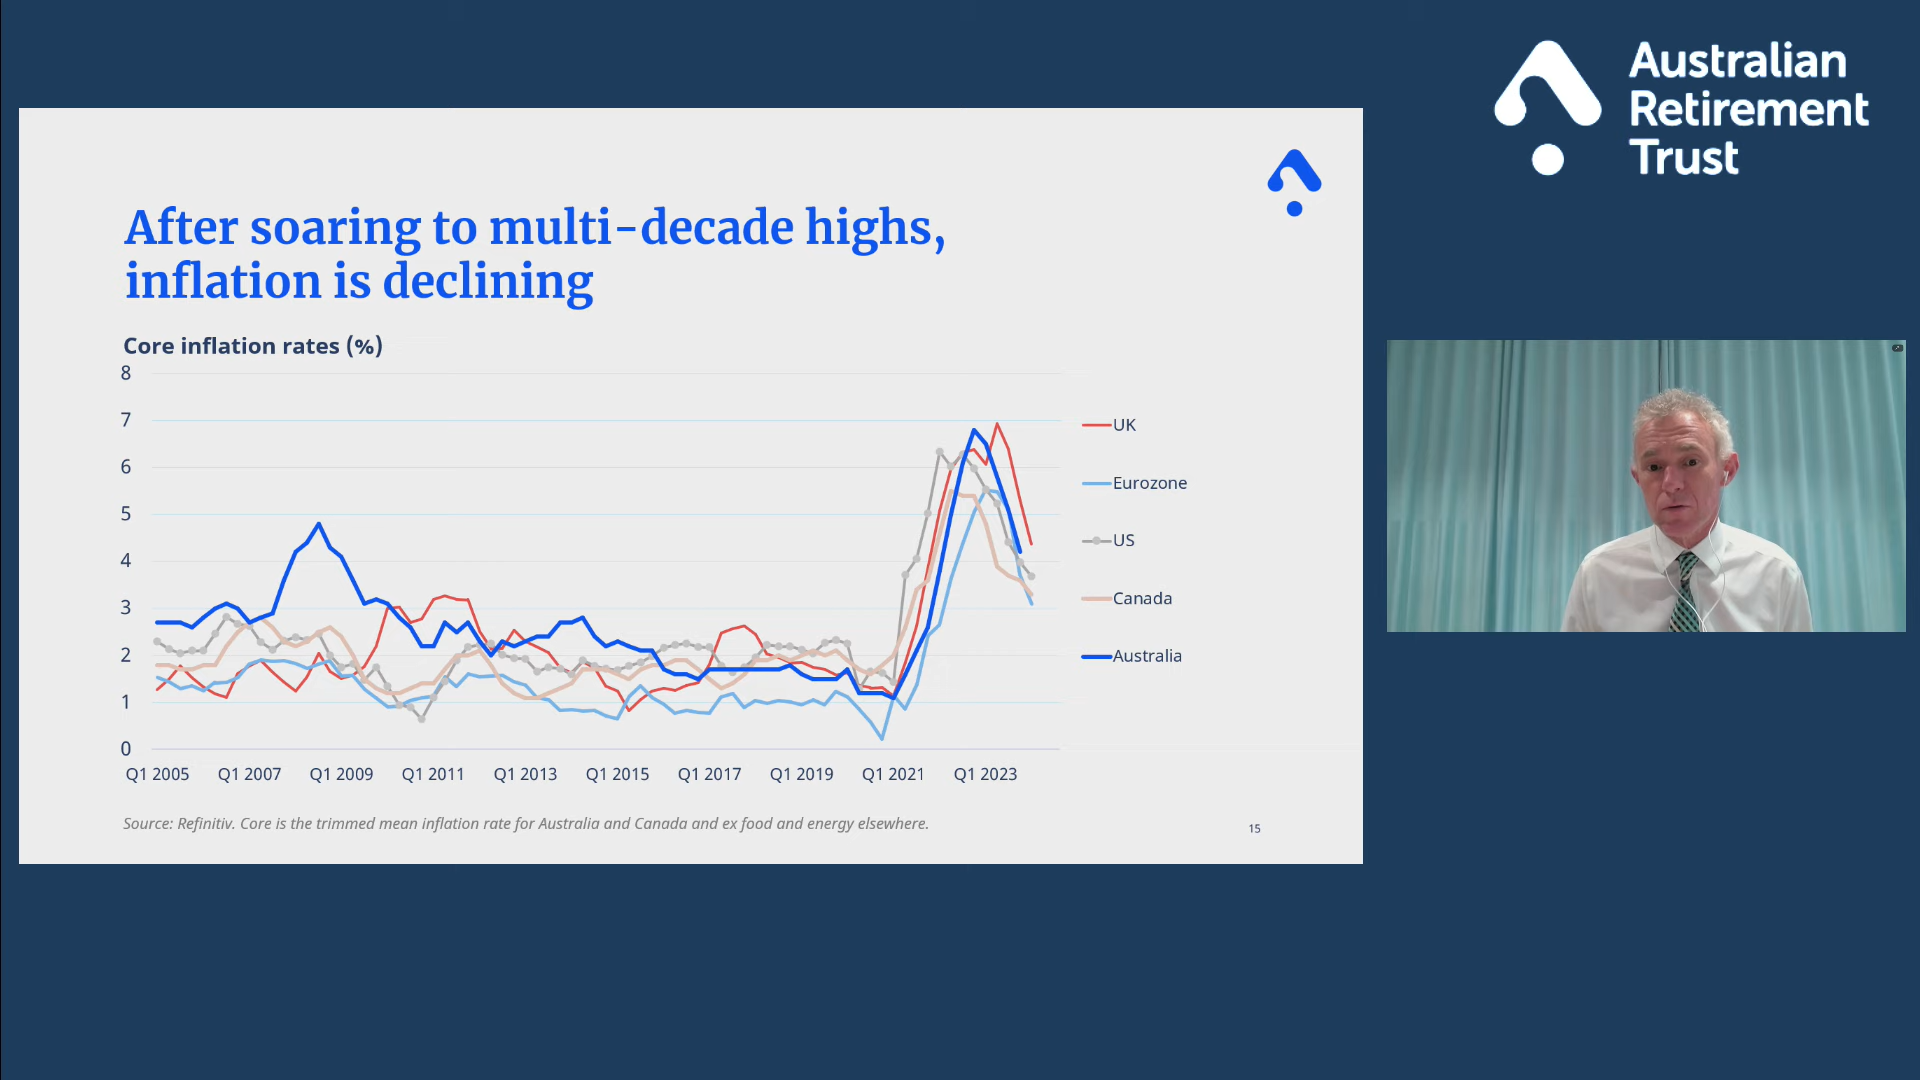 Australian
Retirement
Trust
After soaring to multi-decade highs,
inflation is declining
Core inflation rates (%)
8
7
6
5
4
3
2
1
0
Q1 2005 Q1 2007 Q1 2009 Q1 2011 Q1 2013 Q1 2015 Q1 2017 Q1 2019 Q1 2021 Q1 2023
UK
Eurozone
US
Canada
Australia
Source: Refinitiv. Core is the trimmed mean inflation rate for Australia and Canada and ex food and energy elsewhere.
15